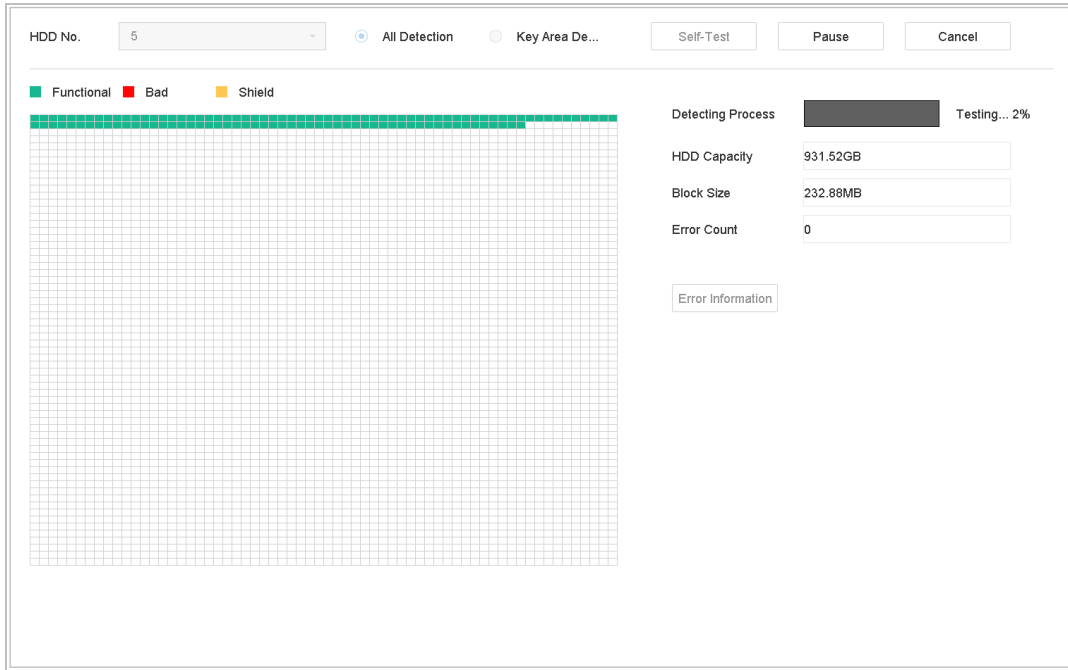 HDD No. 5 All Detection Key Area De... Self-Test Pause Cancel
Functional Bad Shield
Detecting Process Testing... 2%
HDD Capacity 931.52GB
Block Size 232.88MB
Error Count 0
Error Information